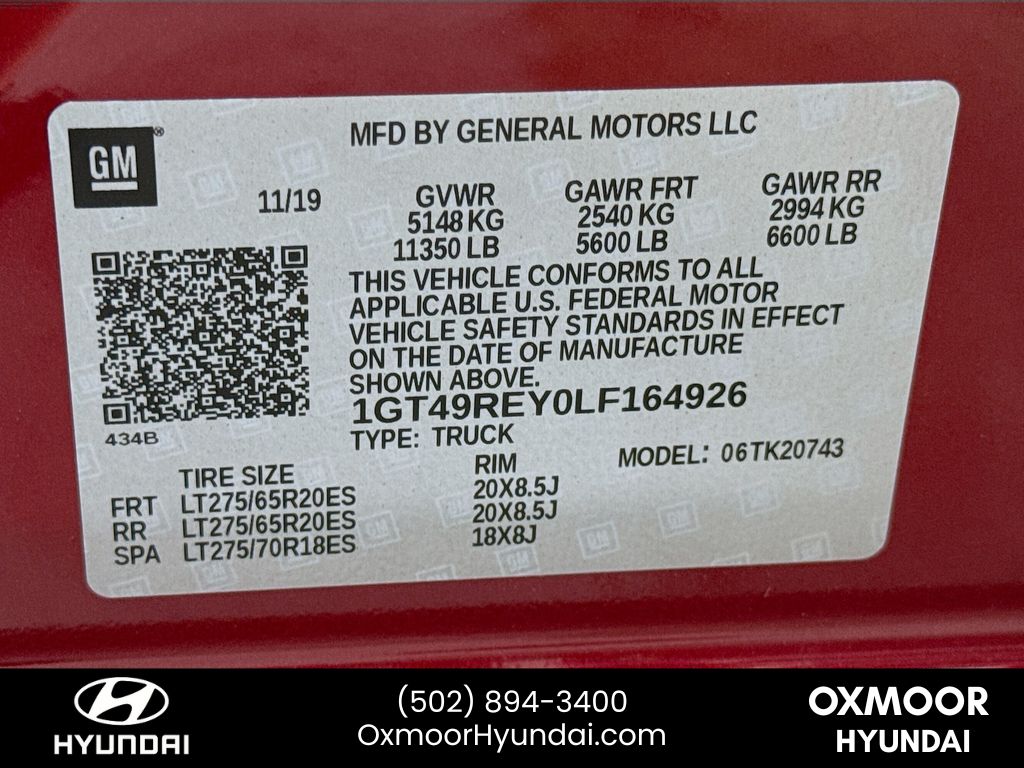 GM
MFD BY GENERAL MOTORS LLC
11/19
GVWR GAWR FRT GAWR RR
5148 KG 2540 KG 2994 KG
11350 LB 5600 LB 6600 LB
THIS VEHICLE CONFORMS TO ALL
APPLICABLE U.S. FEDERAL MOTOR
VEHICLE SAFETY STANDARDS IN EFFECT
ON THE DATE OF MANUFACTURE
SHOWN ABOVE.
1GT49REY0LF164926
434B
TYPE: TRUCK
MODEL: 06TK20743
TIRE SIZE RIM
FRT LT275/65R20ES 20X8.5J
RR LT275/65R20ES 20X8.5J
SPA LT275/70R18ES 18X8J
HYUNDAI
(502) 894-3400
OxmoorHyundai.com
OXMOOR
HYUNDAI